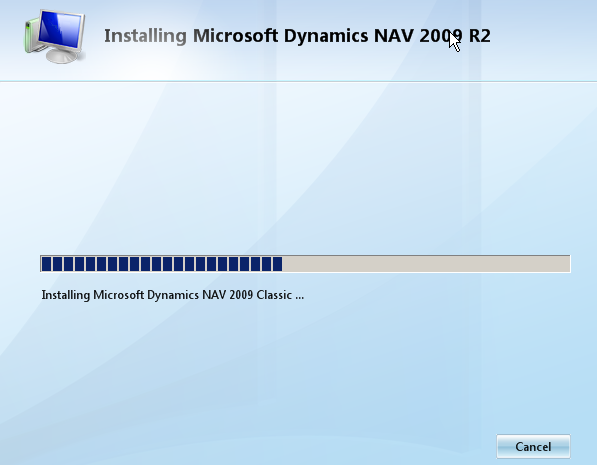 Installing Microsoft Dynamics NAV 2009 R2
Installing Microsoft Dynamics NAV 2009 Classic ...
Cancel